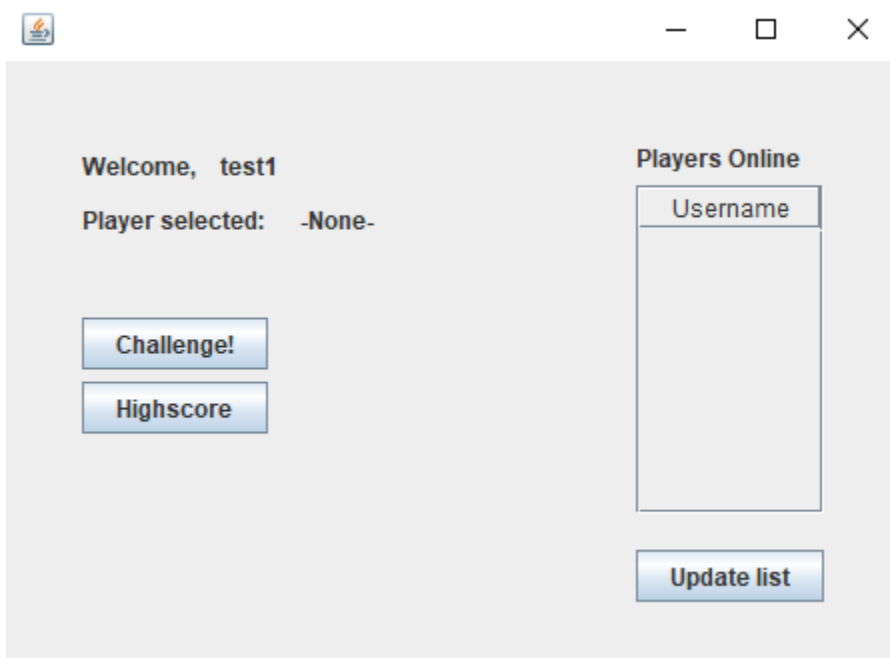 Welcome, test1
Player selected: -None-
Challenge!
Highscore
Players Online
Username
Update list